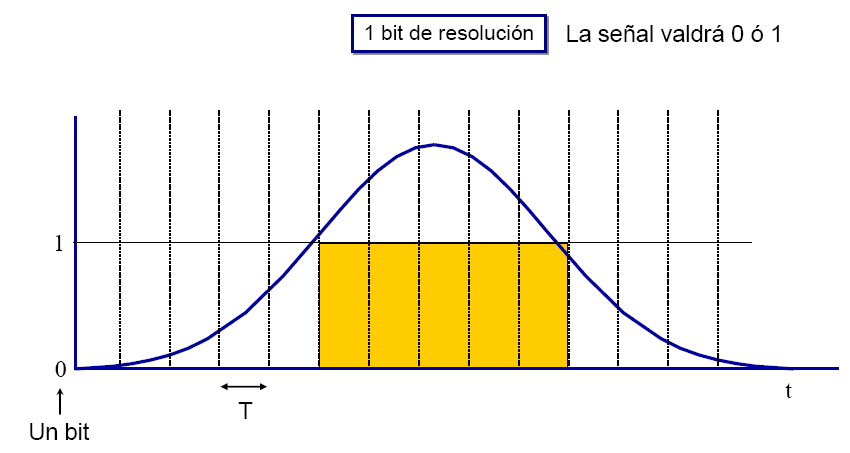 1 bit de resolución
La señal valdrá 0 ó 1
1
0
t
T
Un bit